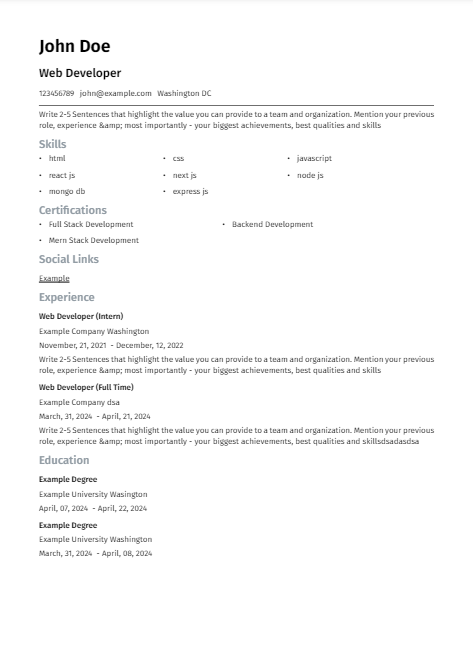 John Doe
Web Developer
123456789 john@example.com Washington DC
Write 2-5 Sentences that highlight the value you can provide to a team and organization. Mention your previous
role, experience &amp; most importantly - your biggest achievements, best qualities and skills
Skills
• html • css • javascript
• react js • next js • node js
• mongo db • express js
Certifications
• Full Stack Development • Backend Development
• Mern Stack Development
Social Links
Example
Experience
Web Developer (Intern)
Example Company Washington
November, 21, 2021 - December, 12, 2022
Write 2-5 Sentences that highlight the value you can provide to a team and organization. Mention your previous
role, experience &amp; most importantly - your biggest achievements, best qualities and skills
Web Developer (Full Time)
Example Company dsa
March, 31, 2024 - April, 21, 2024
Write 2-5 Sentences that highlight the value you can provide to a team and organization. Mention your previous
role, experience &amp; most importantly - your biggest achievements, best qualities and skillsdsadasdsa
Education
Example Degree
Example University Wasington
April, 07, 2024 - April, 22, 2024
Example Degree
Example University Washington
March, 31, 2024 - April, 08, 2024